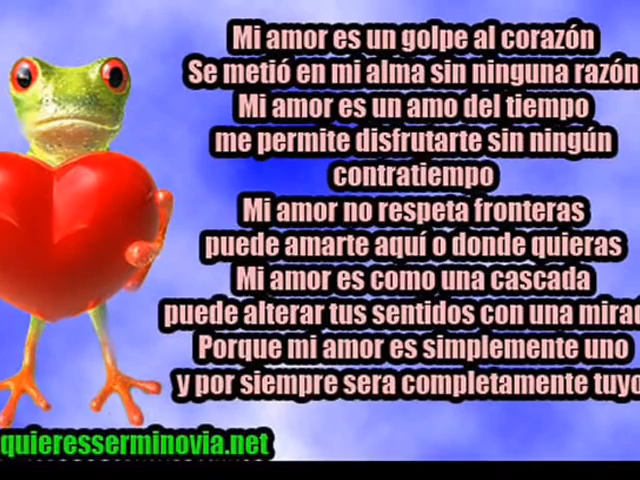 Mi amor es un golpe al corazón
Se metió en mi alma sin ninguna razón
Mi amor es un amo del tiempo
me permite disfrutarte sin ningún
contratiempo
Mi amor no respeta fronteras
puede amarte aquí o donde quieras
Mi amor es como una cascada
puede alterar tus sentidos con una mirad
Porque mi amor es simplemente uno
y por siempre sera completamente tuyo
quieresserminovia.net